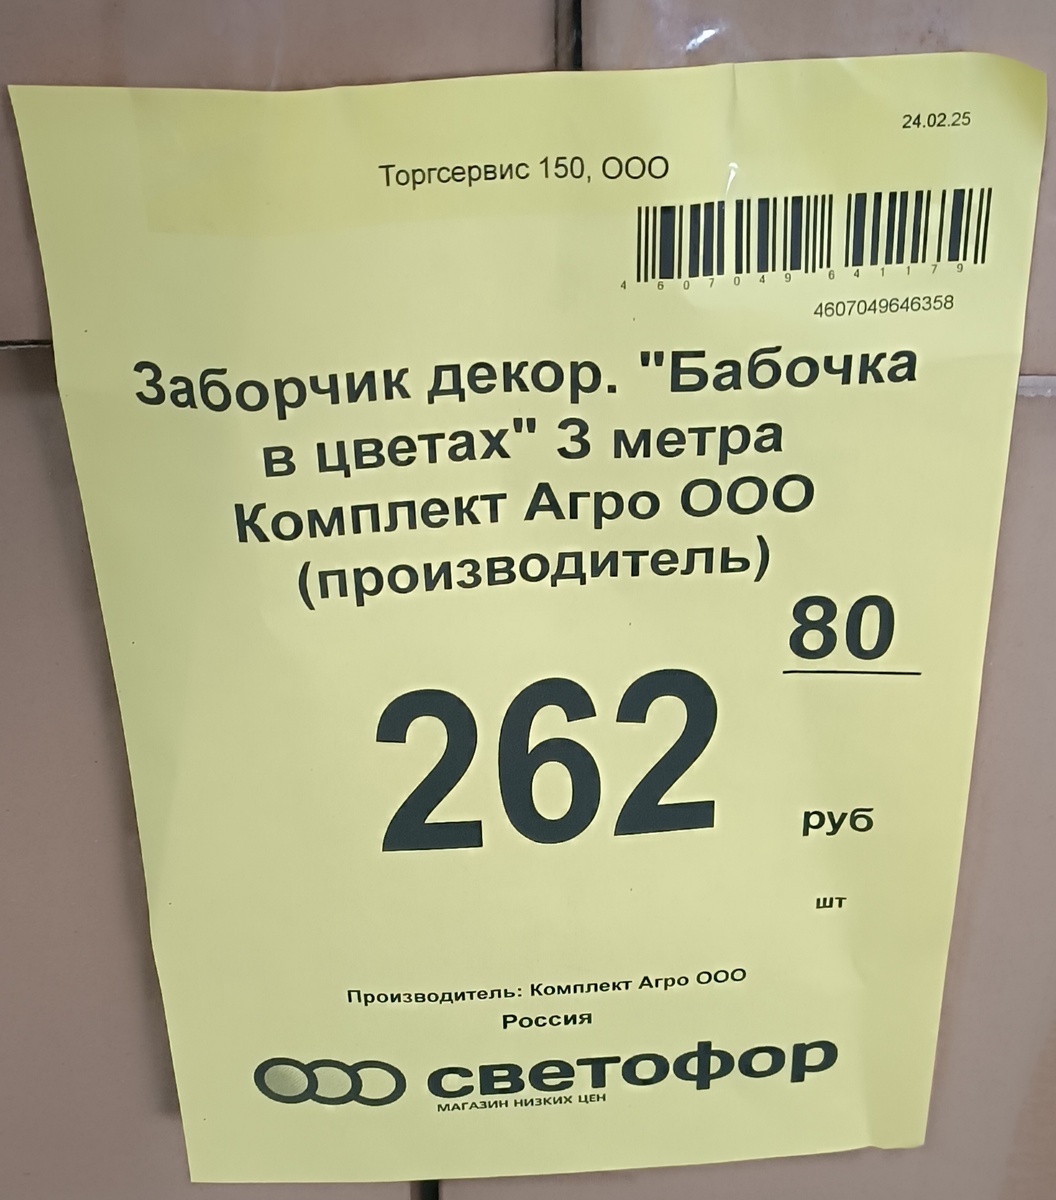 24.02.25
Торгсервис 150, ООО
4 607049 641179
4607049646358
Заборчик декор. "Бабочка
в цветах" 3 метра
Комплект Агро ООО
(производитель)
80
262
руб
шт
Производитель: Комплект Агро ООО
Россия
светофор
МАГАЗИН НИЗКИХ ЦЕН